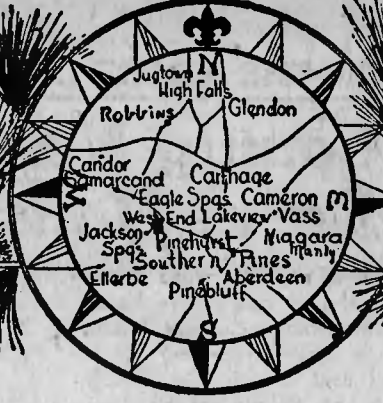 N
Jugtown
High Falls
Robbins Glendon
Candor Carthage
Samarcand
W Eagle Spgs. Cameron E
West End Lakeview Vass
Jackson Pinehurst Niagara
Spgs Manly
Southern Pines
Ellerbe Aberdeen
Pinebluff
S